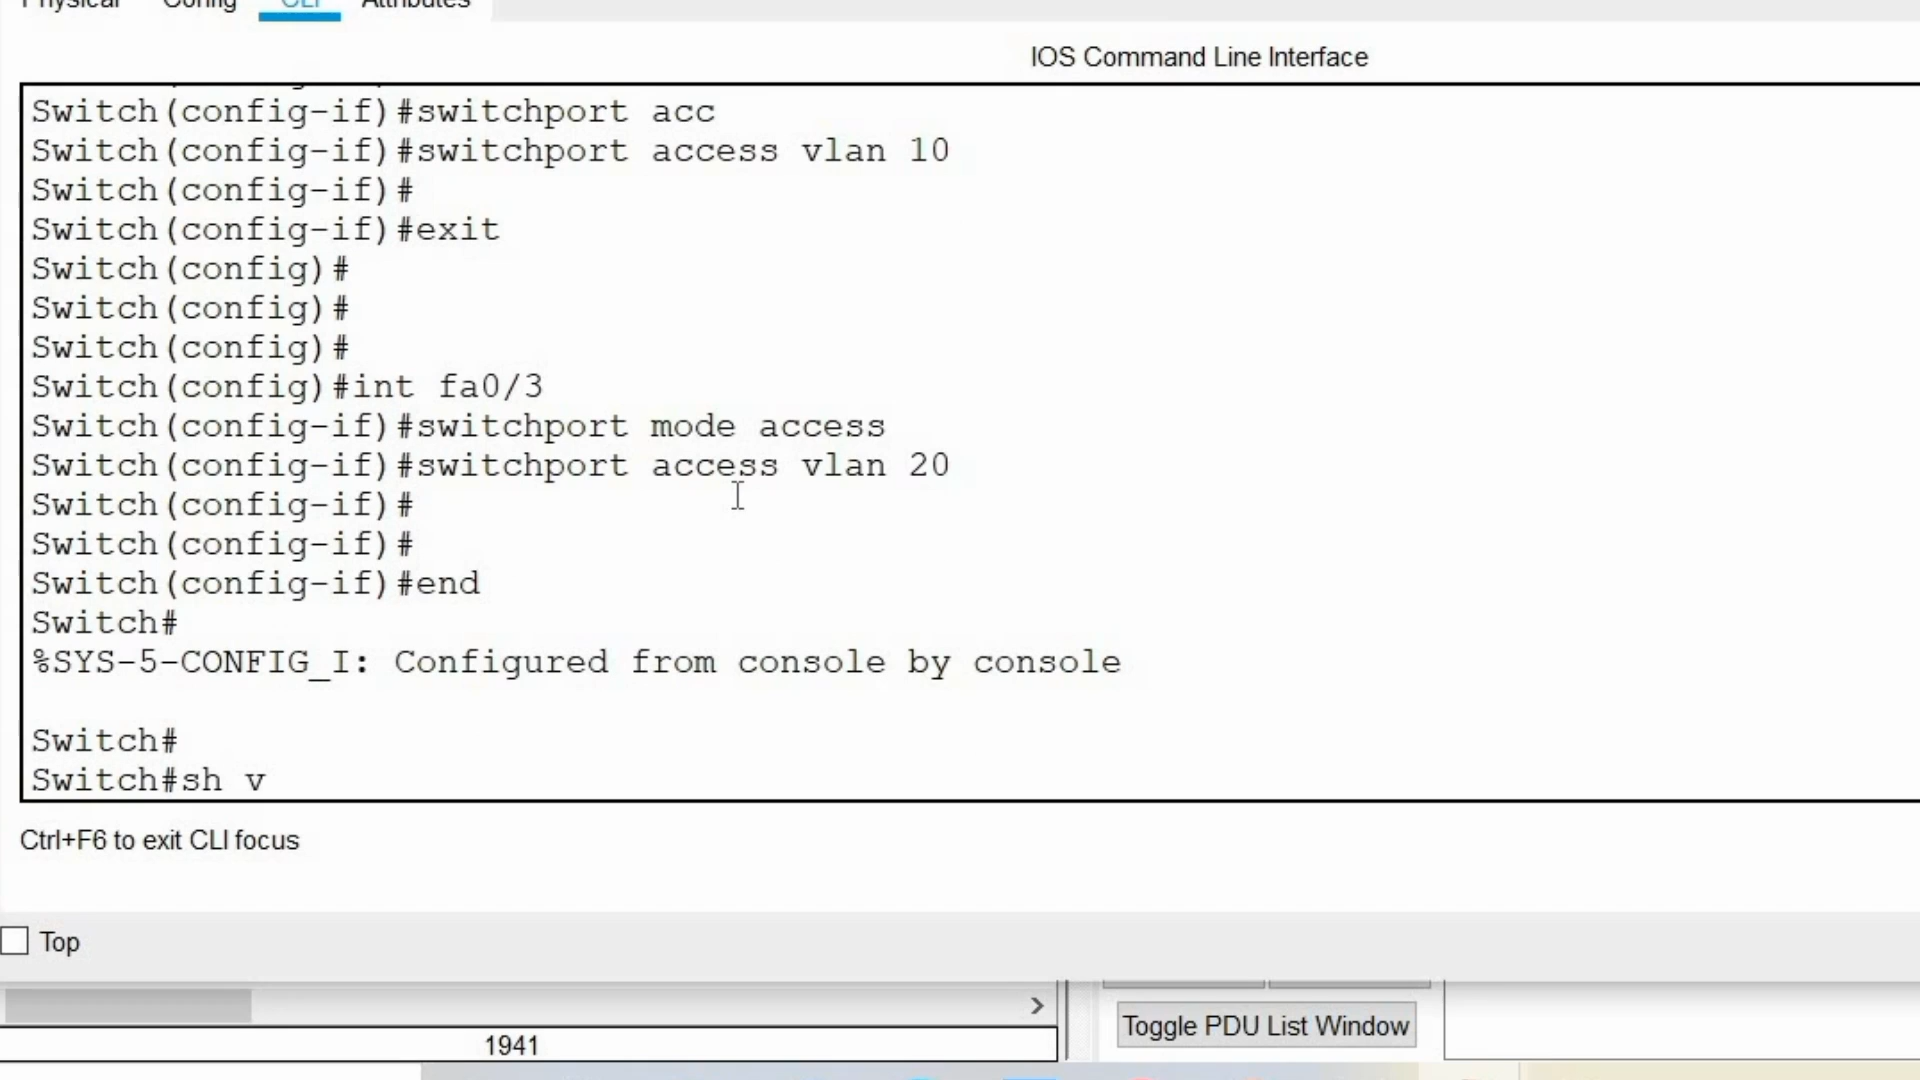 Physical Config CLI Attributes
IOS Command Line Interface
Switch(config-if)#switchport acc
Switch(config-if)#switchport access vlan 10
Switch(config-if)#
Switch(config-if)#exit
Switch(config)#
Switch(config)#
Switch(config)#
Switch(config)#int fa0/3
Switch(config-if)#switchport mode access
Switch(config-if)#switchport access vlan 20
Switch(config-if)#
Switch(config-if)#
Switch(config-if)#end
Switch#
%SYS-5-CONFIG_I: Configured from console by console
Switch#
Switch#sh v
Ctrl+F6 to exit CLI focus
Top
Toggle PDU List Window
1941